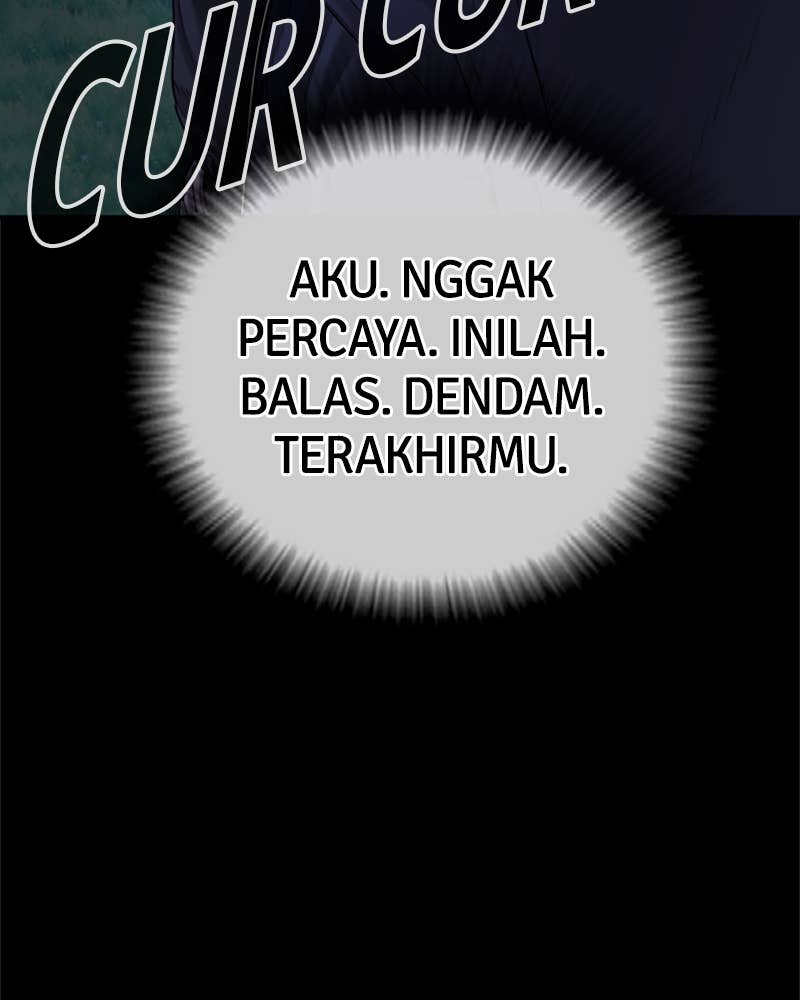 CUR CUR
AKU. NGGAK
PERCAYA. INILAH.
BALAS. DENDAM.
TERAKHIRMU.